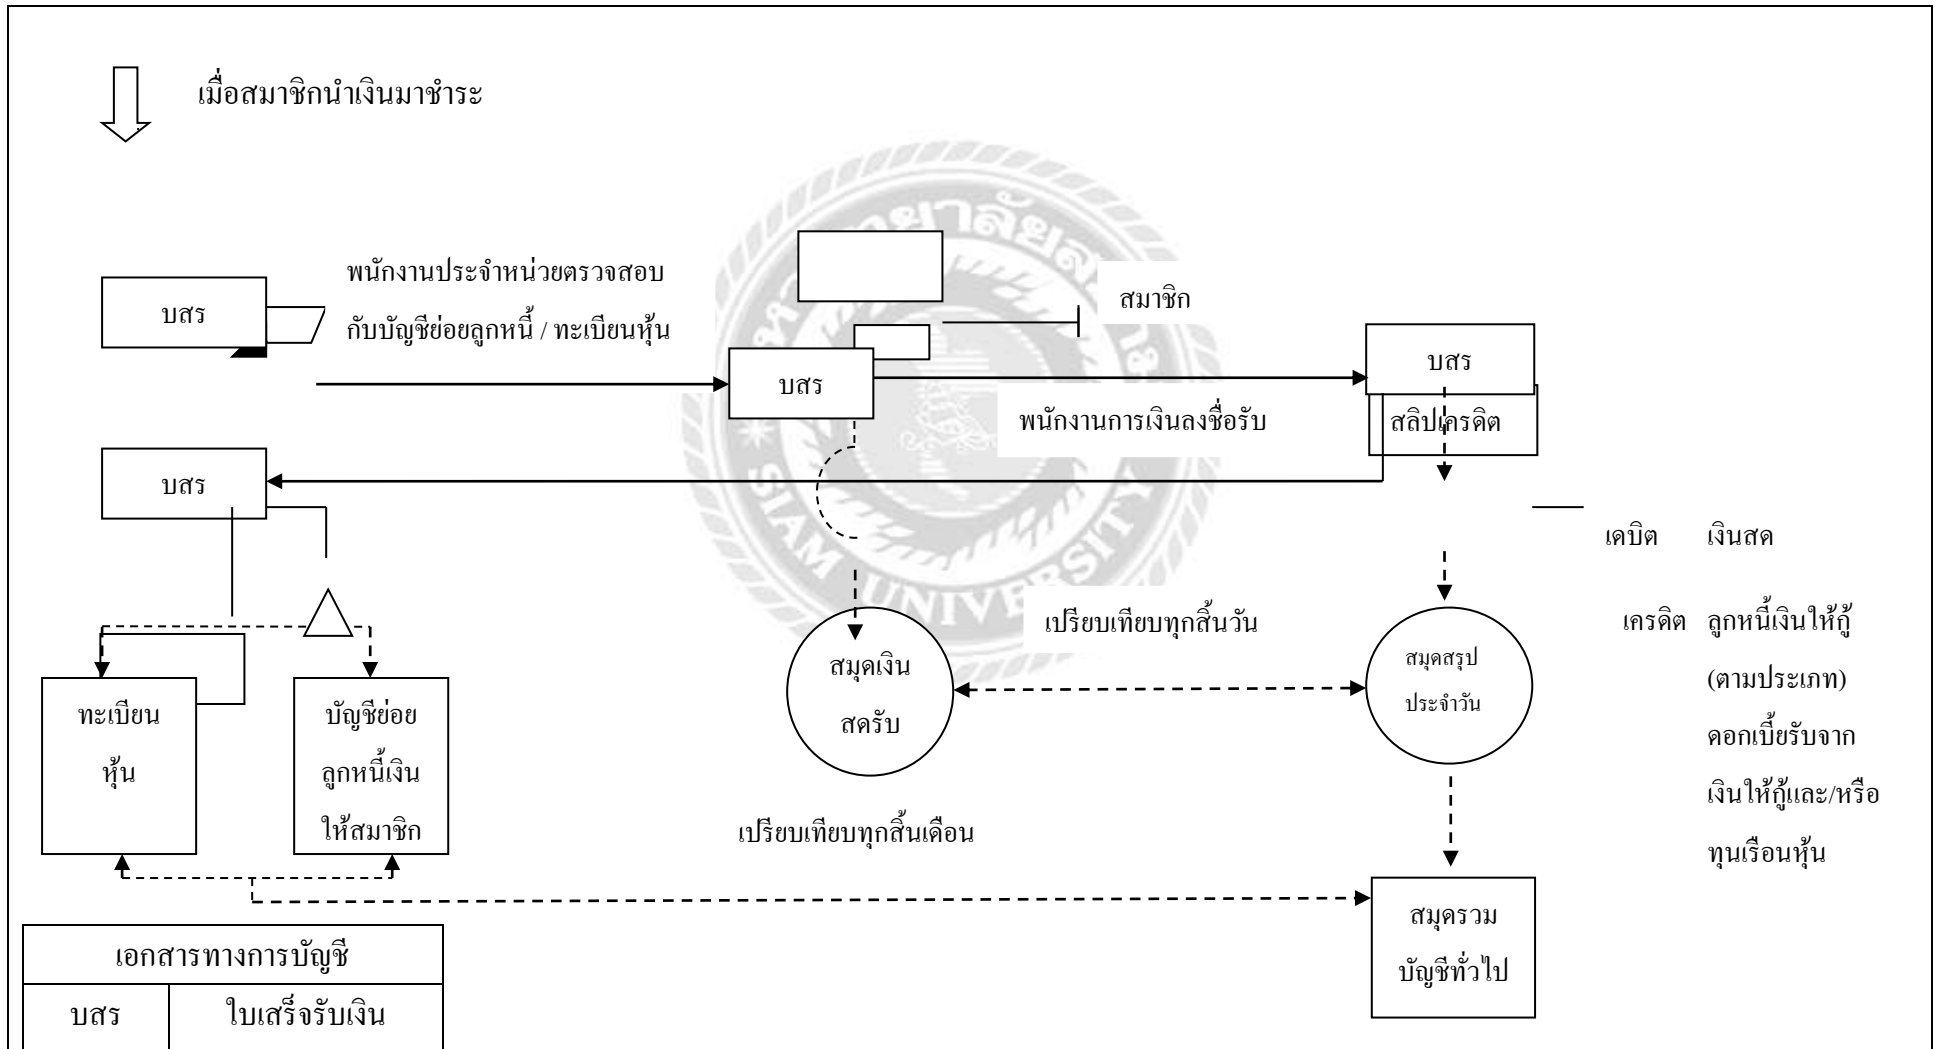 เมื่อสมาชิกนำเงินมาชำระ
บสร
พนักงานประจำหน่วยตรวจสอบ
กับบัญชีย่อยลูกหนี้ / ทะเบียนหุ้น
สมาชิก
บสร
บสร
พนักงานการเงินลงชื่อรับ
สลิปเครดิต
บสร
เดบิต เงินสด
เครดิต ลูกหนี้เงินให้กู้
(ตามประเภท)
ดอกเบี้ยรับจาก
เงินให้กู้และ/หรือ
ทุนเรือนหุ้น
เปรียบเทียบทุกสิ้นวัน
สมุดเงิน
สดรับ
สมุดสรุป
ประจำวัน
ทะเบียน
หุ้น
บัญชีย่อย
ลูกหนี้เงิน
ให้สมาชิก
เปรียบเทียบทุกสิ้นเดือน
สมุดรวม
บัญชีทั่วไป
เอกสารทางการบัญชี
บสร ใบเสร็จรับเงิน
SIAM UNIVERSITY